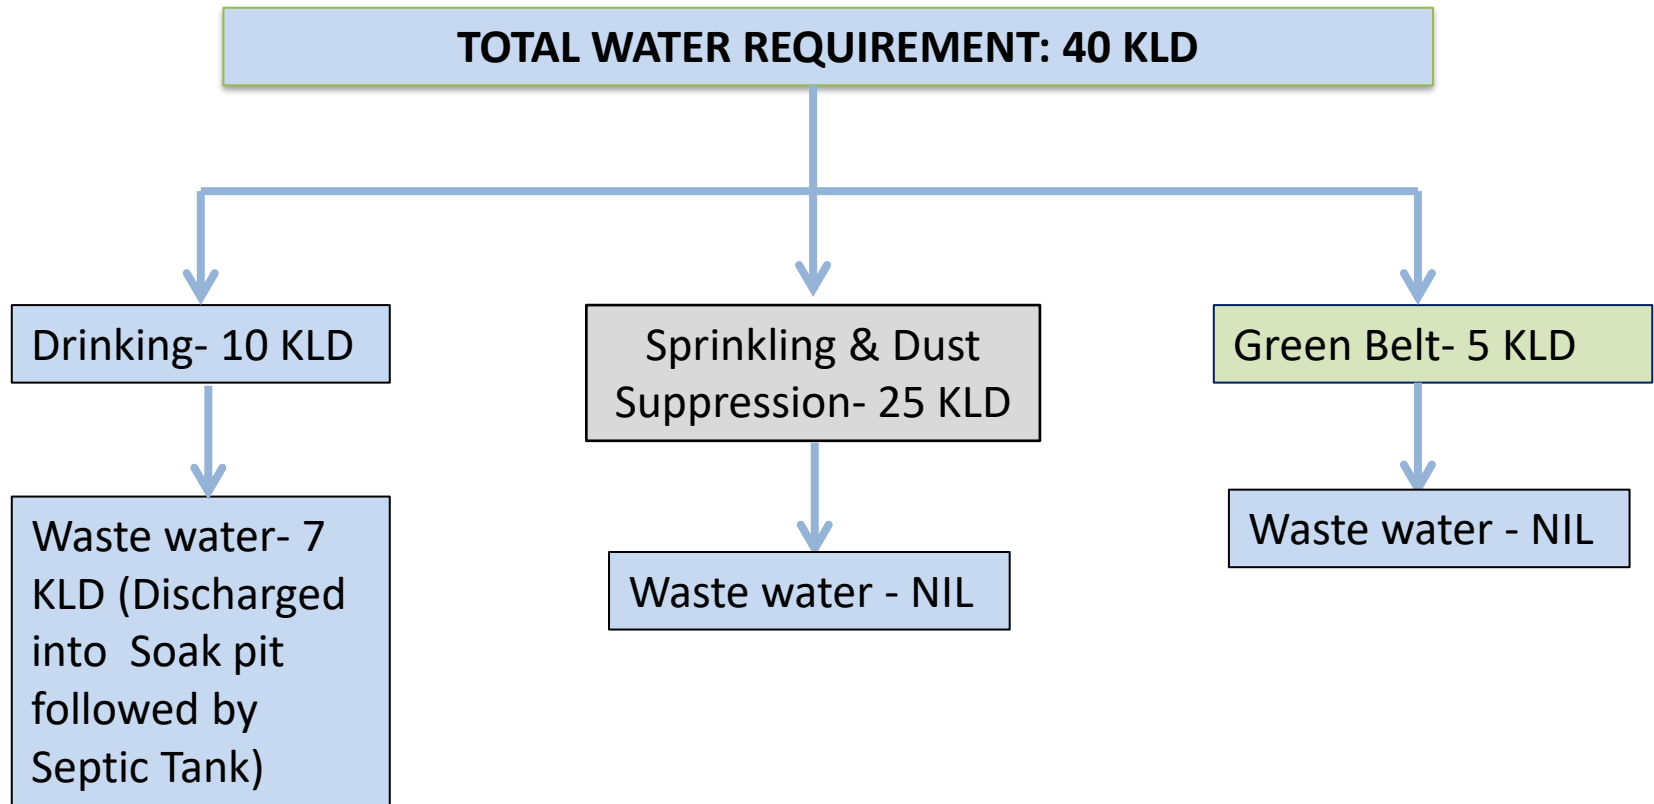 TOTAL WATER REQUIREMENT: 40 KLD
Drinking- 10 KLD
Sprinkling & Dust
Suppression- 25 KLD
Green Belt- 5 KLD
Waste water- 7
KLD (Discharged
into  Soak pit
followed by
Septic Tank)
Waste water - NIL
Waste water - NIL